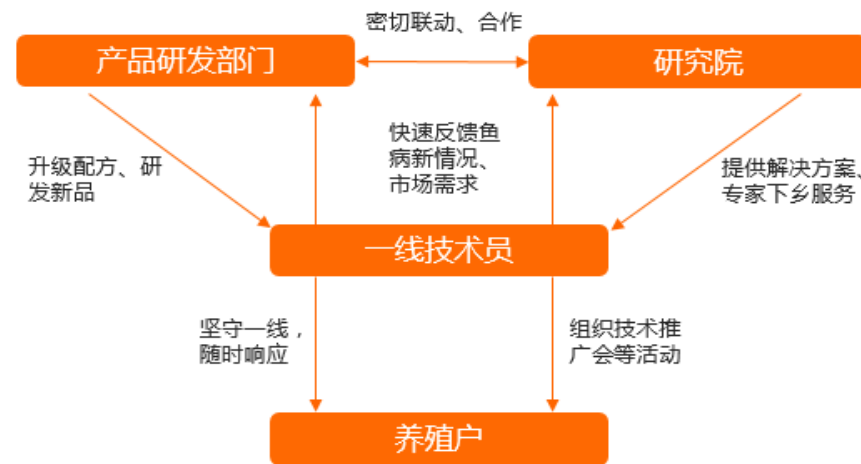 密切联动、合作
产品研发部门
研究院
快速反馈鱼
病新情况、
市场需求
升级配方、研
发新品
提供解决方案、
专家下乡服务
一线技术员
坚守一线，
随时响应
组织技术推
广会等活动
养殖户